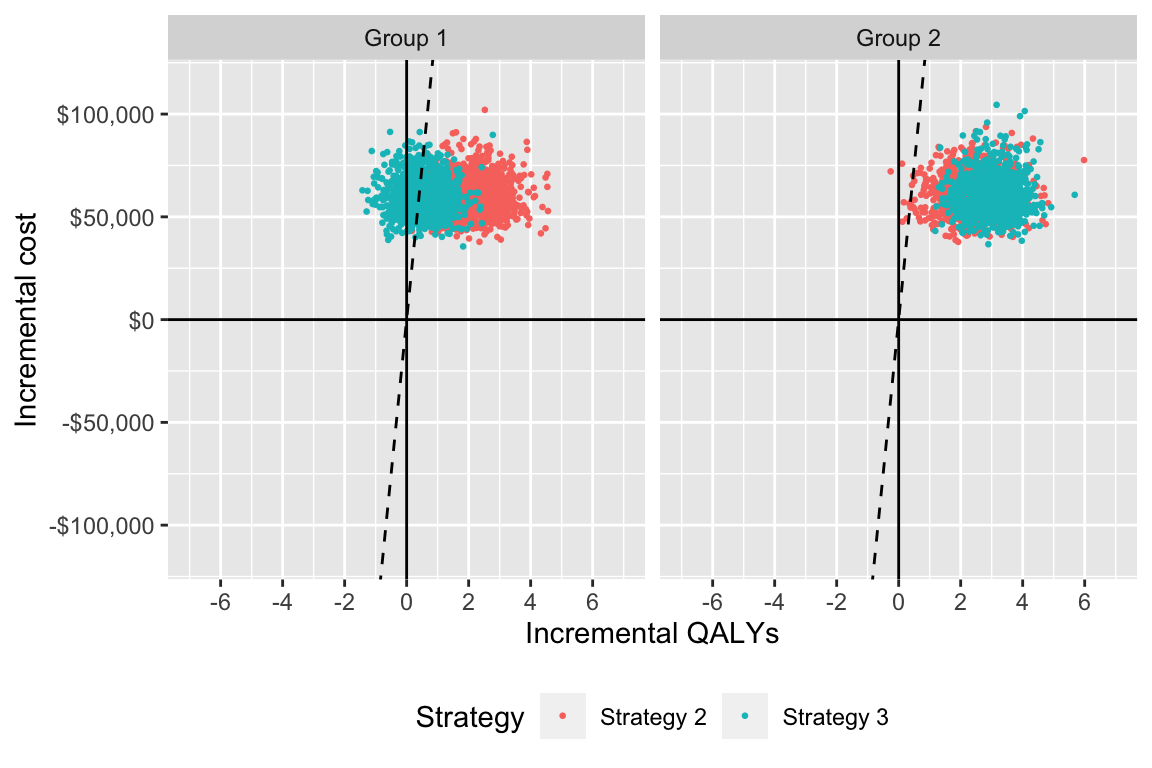 Group 1
Group 2
Incremental cost
$100,000
$50,000
$0
-$50,000
-$100,000
-6 -4 -2 0 2 4 6
-6 -4 -2 0 2 4 6
Incremental QALYs
Strategy
Strategy 2
Strategy 3